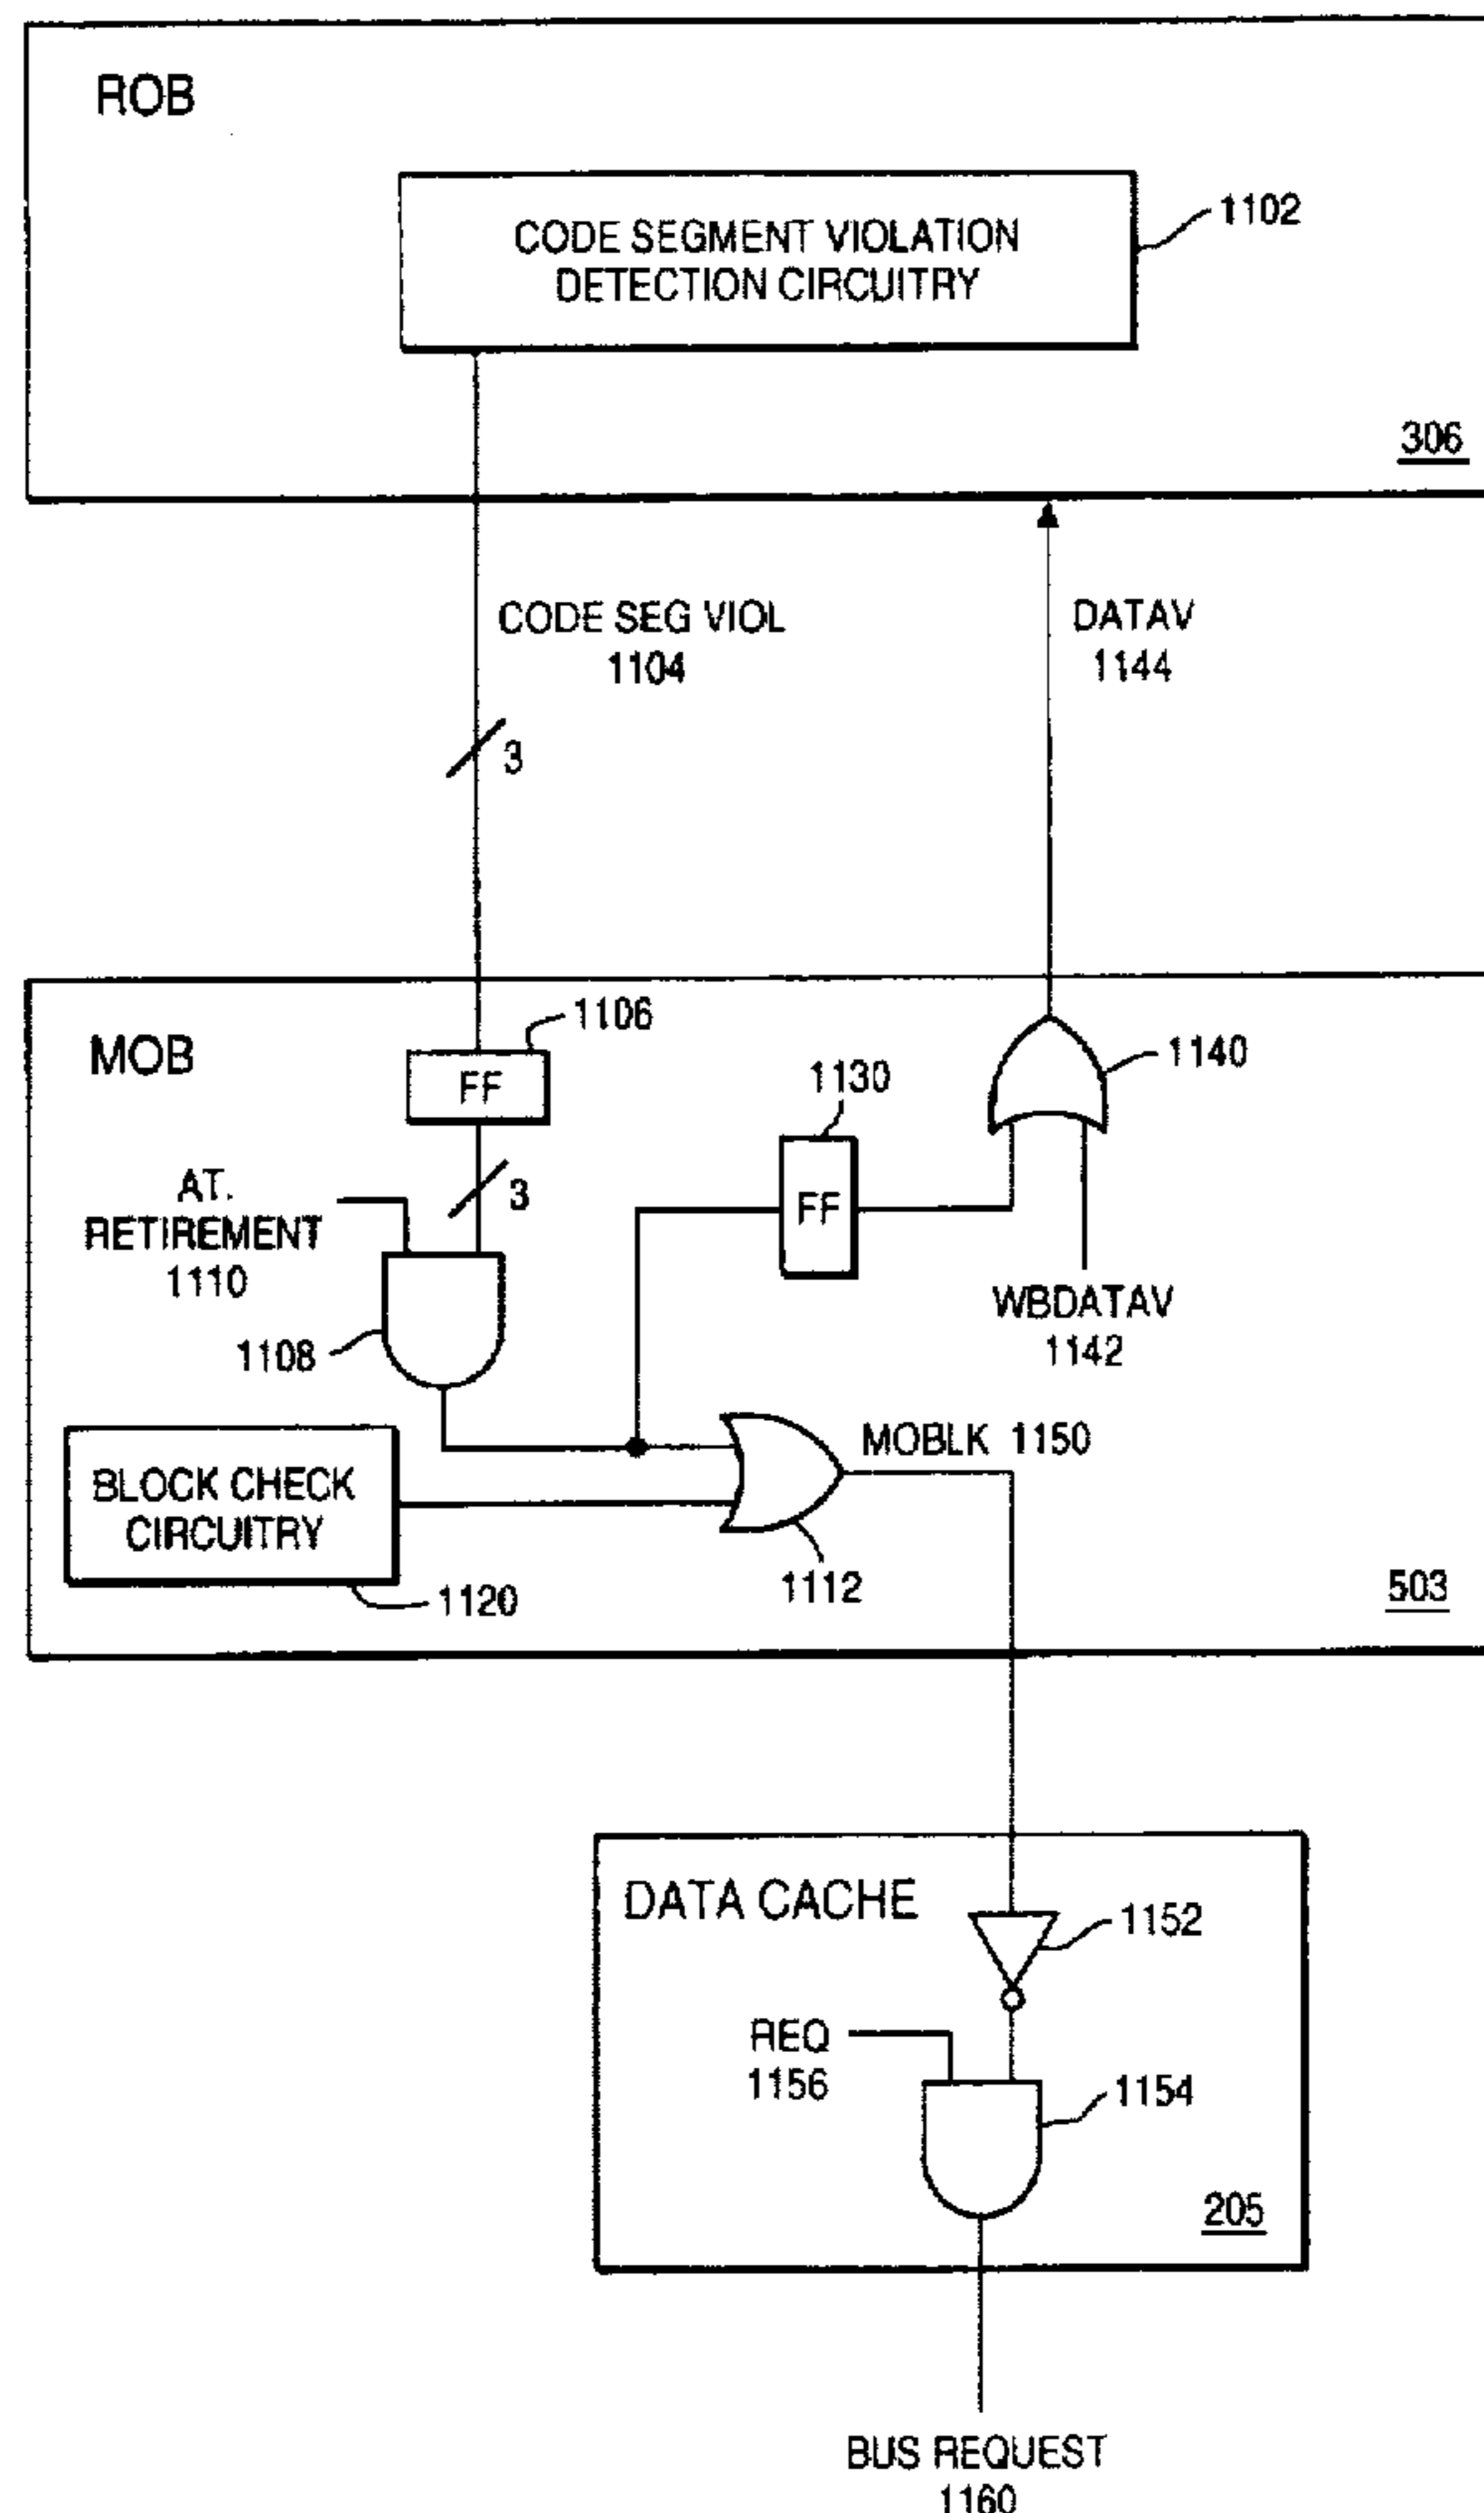 ROB
CODE SEGMENT VIOLATION
DETECTION CIRCUITRY
1102
306
CODE SEG VIOL
1104
DATAV
1144
3
MOB
1106
FF
1130
1140
AT.
RETIREMENT
1110
3
FF
WBDATAV
1142
1108
MOBLK 1150
BLOCK CHECK
CIRCUITRY
1112
1120
503
DATA CACHE
1152
REQ
1156
1154
205
BUS REQUEST
1160